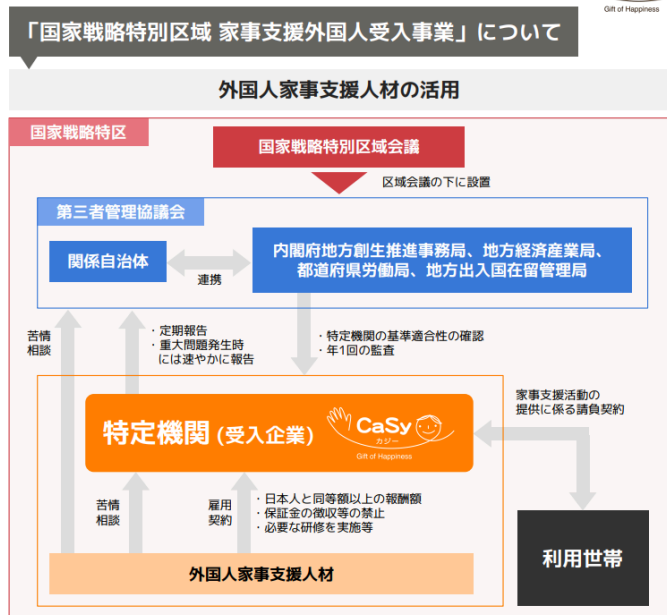 Gift of Happiness
「国家戦略特別区域 家事支援外国人受入事業」について
外国人家事支援人材の活用
国家戦略特区
国家戦略特別区域会議
区域会議の下に設置
第三者管理協議会
関係自治体
連携
内閣府地方創生推進事務局、地方経済産業局、
都道府県労働局、地方出入国在留管理局
苦情
相談
・定期報告
・重大問題発生時
には速やかに報告
・特定機関の基準適合性の確認
・年1回の監査
家事支援活動の
提供に係る請負契約
特定機関(受入企業)
CaSy
カジー
Gift of Happiness
苦情
相談
雇用
契約
・日本人と同等額以上の報酬額
・保証金の徴収等の禁止
・必要な研修を実施等
利用世帯
外国人家事支援人材